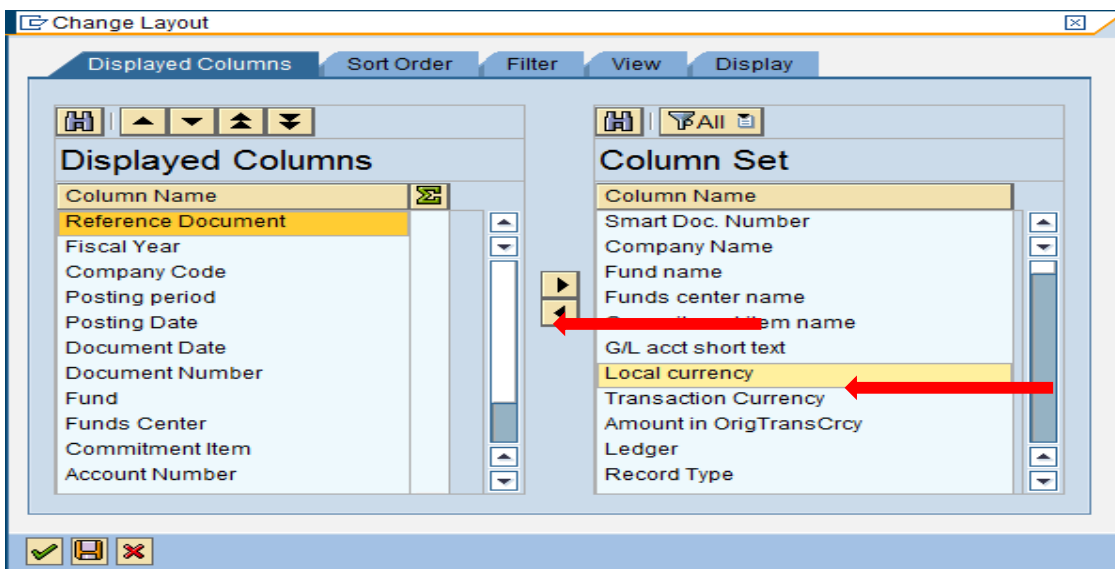 Change Layout
Displayed Columns Sort Order Filter View Display
All
Displayed Columns
Column Name
Reference Document
Fiscal Year
Company Code
Posting period
Posting Date
Document Date
Document Number
Fund
Funds Center
Commitment Item
Account Number
Column Set
Column Name
Smart Doc. Number
Company Name
Fund name
Funds center name
name
G/L acct short text
Local currency
Transaction Currency
Amount in OrigTransCrcy
Ledger
Record Type